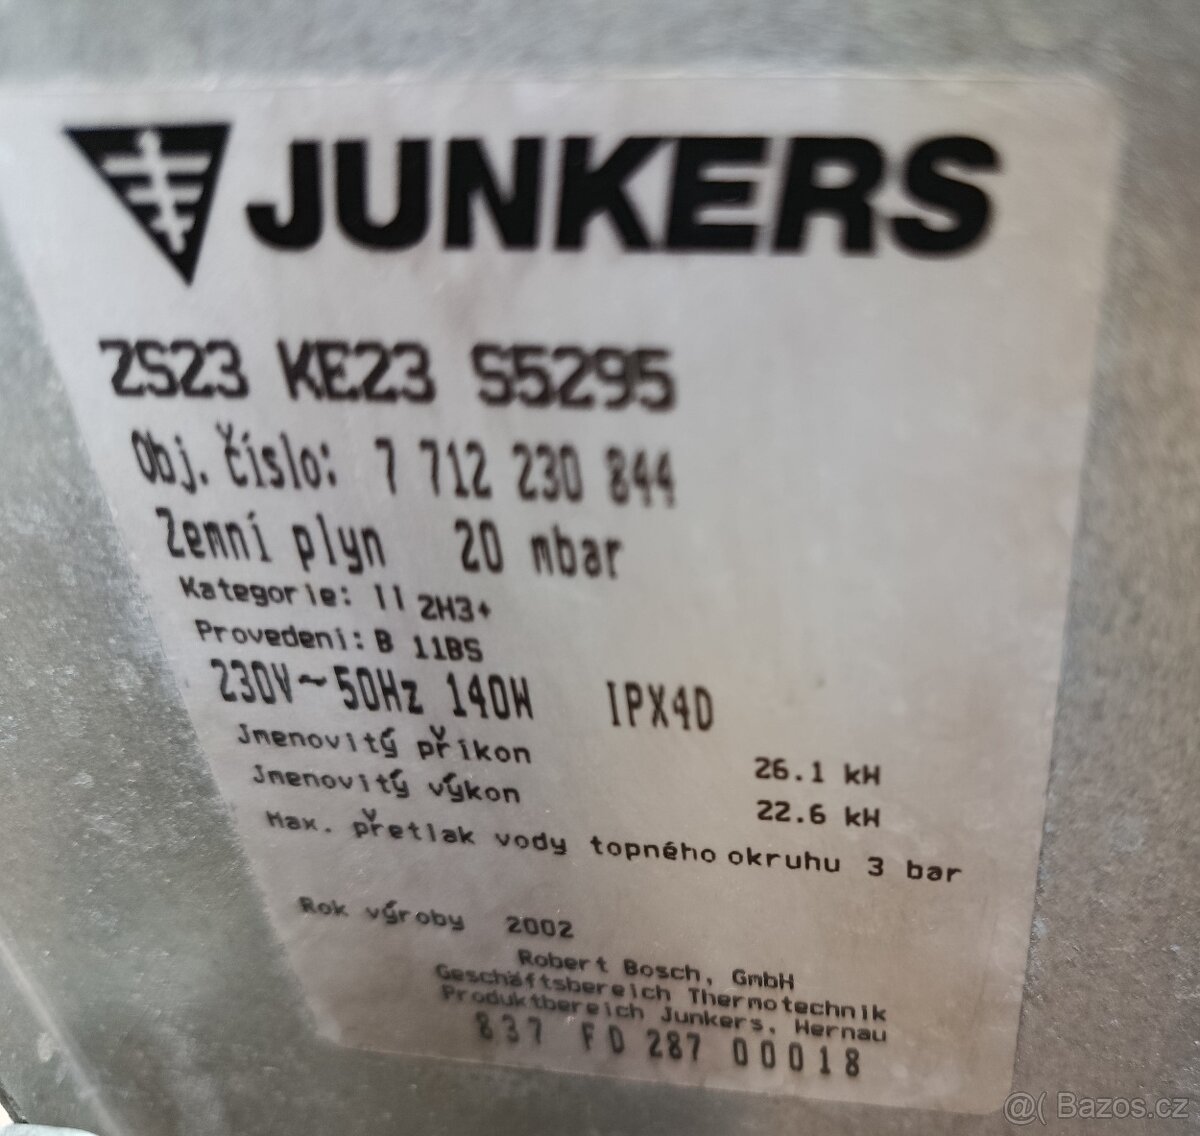 JUNKERS
ZS23 KE23 S5295
Obj. číslo: 7 712 230 844
Zemní plyn 20 mbar
Kategorie: II 2H3+
Provedení: B 11BS
230V~50Hz 140W IPX4D
Jmenovitý příkon 26.1 kW
Jmenovitý výkon 22.6 kW
Max. přetlak vody topného okruhu 3 bar
Rok výroby 2002
Robert Bosch, GmbH
Geschäftsbereich Thermotechnik
Produktbereich Junkers, Wernau
837 FD 287 00018
@( Bazos.cz